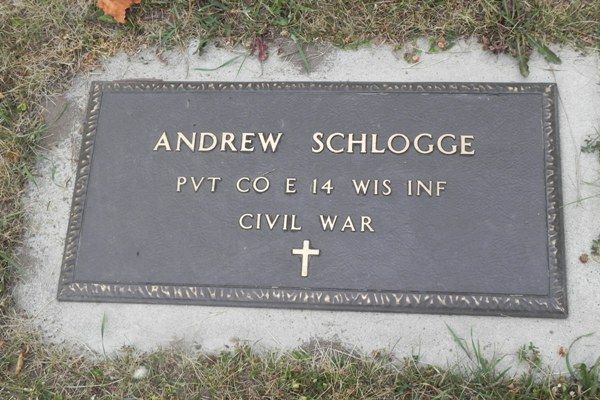 ANDREW SCHLOGGE
PVT CO E 14 WIS INF
CIVIL WAR